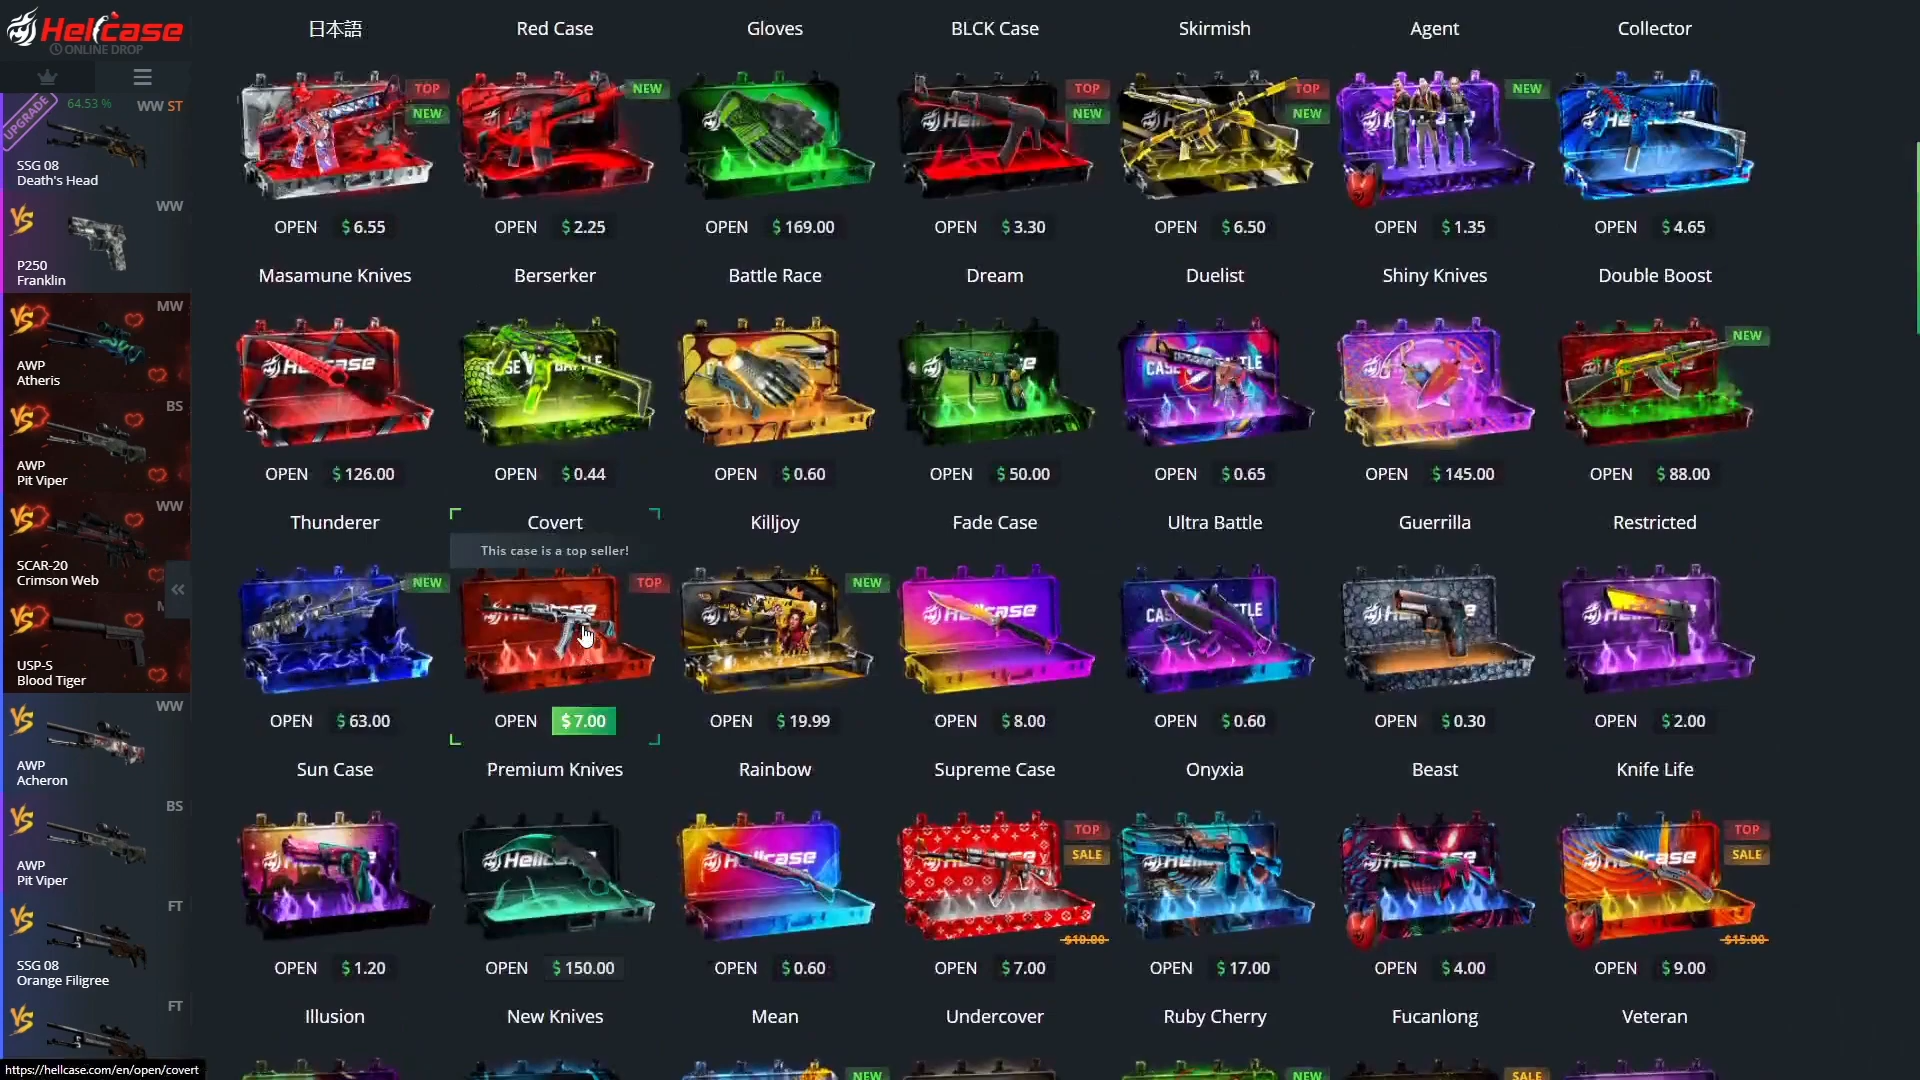 Hellcase
ONLINE DROP
UPGRADE
64.53 %
WW ST
SSG 08
Death's Head
WW
VS
P250
Franklin
MW
VS
AWP
Atheris
BS
VS
AWP
Pit Viper
WW
VS
SCAR-20
Crimson Web
VS
USP-S
Blood Tiger
WW
VS
AWP
Acheron
BS
VS
AWP
Pit Viper
FT
VS
SSG 08
Orange Filigree
FT
VS
https://hellcase.com/en/open/covert
日本語 Red Case Gloves BLCK Case Skirmish Agent Collector
TOP NEW TOP TOP NEW
NEW NEW NEW
OPEN $ 6.55 OPEN $ 2.25 OPEN $ 169.00 OPEN $ 3.30 OPEN $ 6.50 OPEN $ 1.35 OPEN $ 4.65
Masamune Knives Berserker Battle Race Dream Duelist Shiny Knives Double Boost
NEW
OPEN $ 126.00 OPEN $ 0.44 OPEN $ 0.60 OPEN $ 50.00 OPEN $ 0.65 OPEN $ 145.00 OPEN $ 88.00
Thunderer Covert Killjoy Fade Case Ultra Battle Guerrilla Restricted
This case is a top seller!
NEW TOP NEW
OPEN $ 63.00 OPEN $ 7.00 OPEN $ 19.99 OPEN $ 8.00 OPEN $ 0.60 OPEN $ 0.30 OPEN $ 2.00
Sun Case Premium Knives Rainbow Supreme Case Onyxia Beast Knife Life
TOP TOP
SALE SALE
$10.00 $15.00
OPEN $ 1.20 OPEN $ 150.00 OPEN $ 0.60 OPEN $ 7.00 OPEN $ 17.00 OPEN $ 4.00 OPEN $ 9.00
Illusion New Knives Mean Undercover Ruby Cherry Fucanlong Veteran
NEW NEW SALE